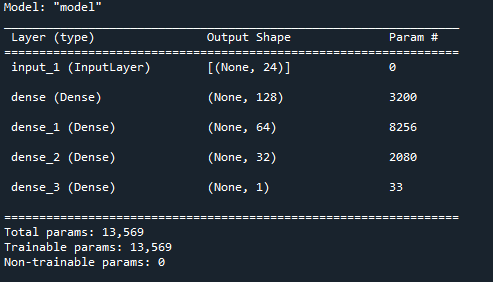 Model: "model"
_________________________________________________________________
Layer (type) Output Shape Param #
=================================================================
input_1 (InputLayer) [(None, 24)] 0
dense (Dense) (None, 128) 3200
dense_1 (Dense) (None, 64) 8256
dense_2 (Dense) (None, 32) 2080
dense_3 (Dense) (None, 1) 33
=================================================================
Total params: 13,569
Trainable params: 13,569
Non-trainable params: 0